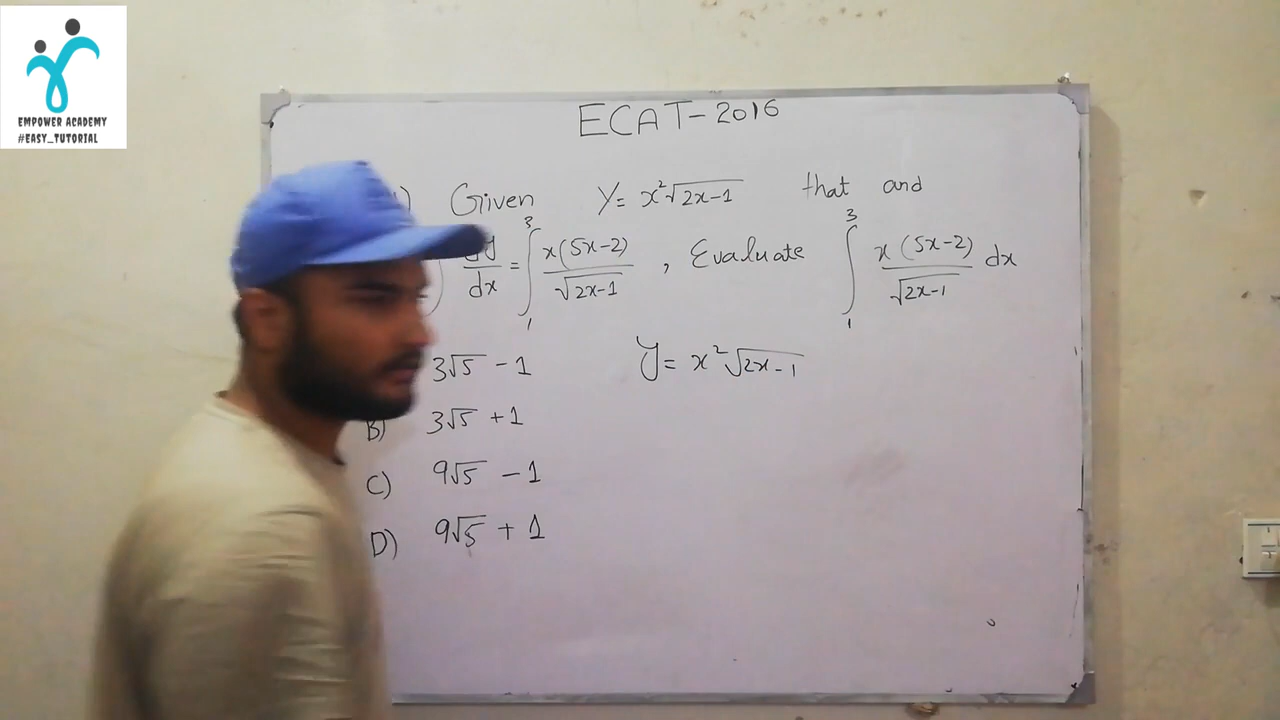 EMPOWER ACADEMY
#EASY_TUTORIAL
ECAT-2016
) Given Y= x²√2x-1 that and
dy/dx = ∫₁³ x(5x-2)/√2x-1 , Evaluate ∫₁³ x(5x-2)/√2x-1 dx
3√5 - 1
y= x²√2x-1
B) 3√5 +1
C) 9√5 - 1
D) 9√5 + 1